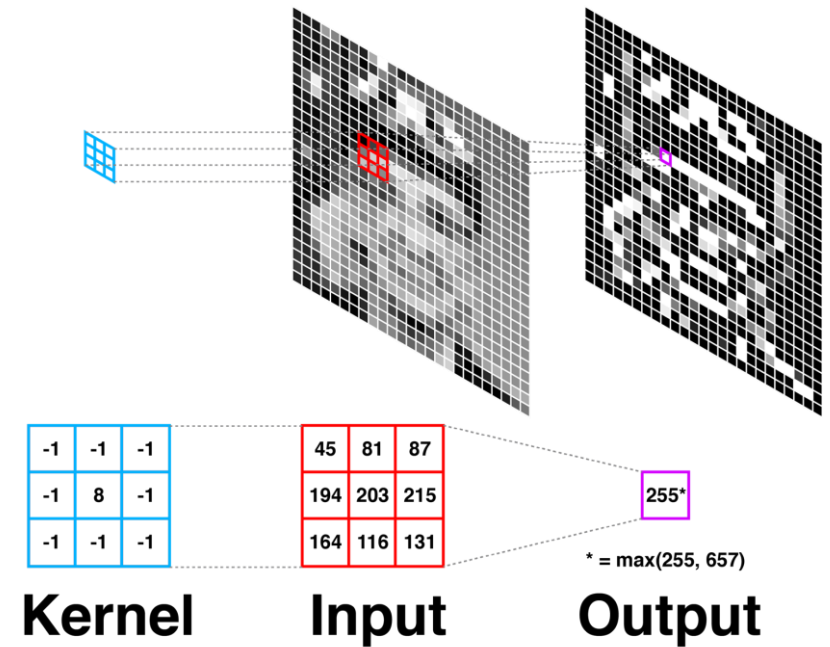 -1 -1 -1 45 81 87
-1 8 -1 194 203 215 255*
-1 -1 -1 164 116 131
* = max(255, 657)
Kernel Input Output